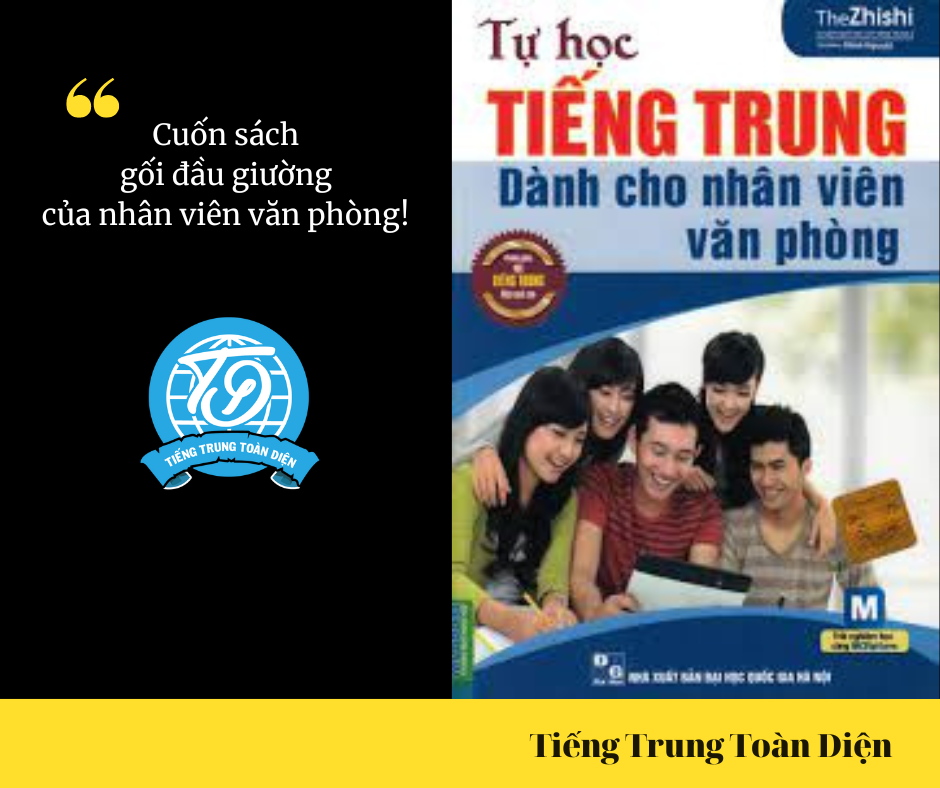 Cuốn sách
gối đầu giường
của nhân viên văn phòng!
TIẾNG TRUNG TOÀN DIỆN
TheZhishi
Tự học
TIẾNG TRUNG
Dành cho nhân viên
văn phòng
TIẾNG TRUNG
M
NHÀ XUẤT BẢN ĐẠI HỌC QUỐC GIA HÀ NỘI
Tiếng Trung Toàn Diện